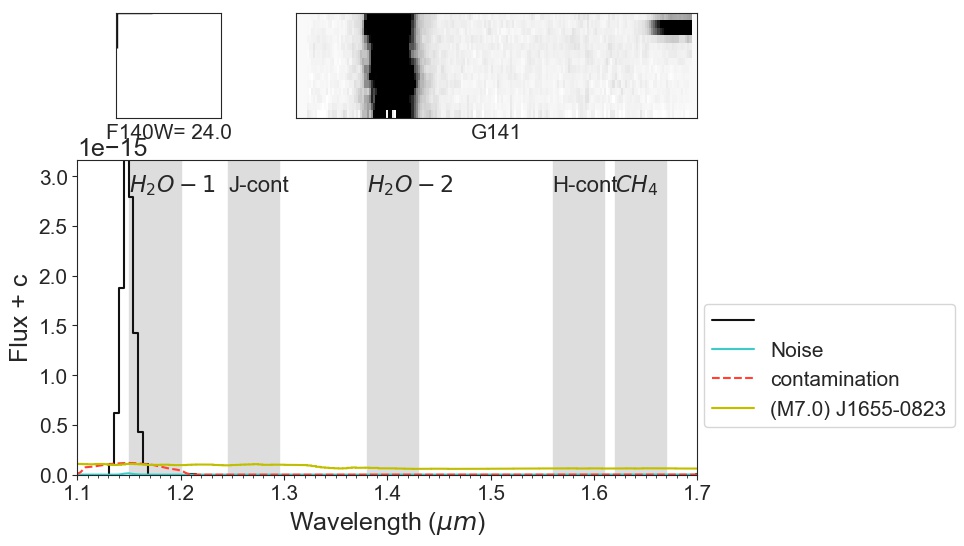 F140W= 24.0
G141
1e−15
H₂O − 1
J-cont
H₂O − 2
H-cont
CH₄
3.0
2.5
2.0
1.5
1.0
0.5
0.0
Flux + c
1.1
1.2
1.3
1.4
1.5
1.6
1.7
Wavelength (μm)
Noise
contamination
(M7.0) J1655-0823